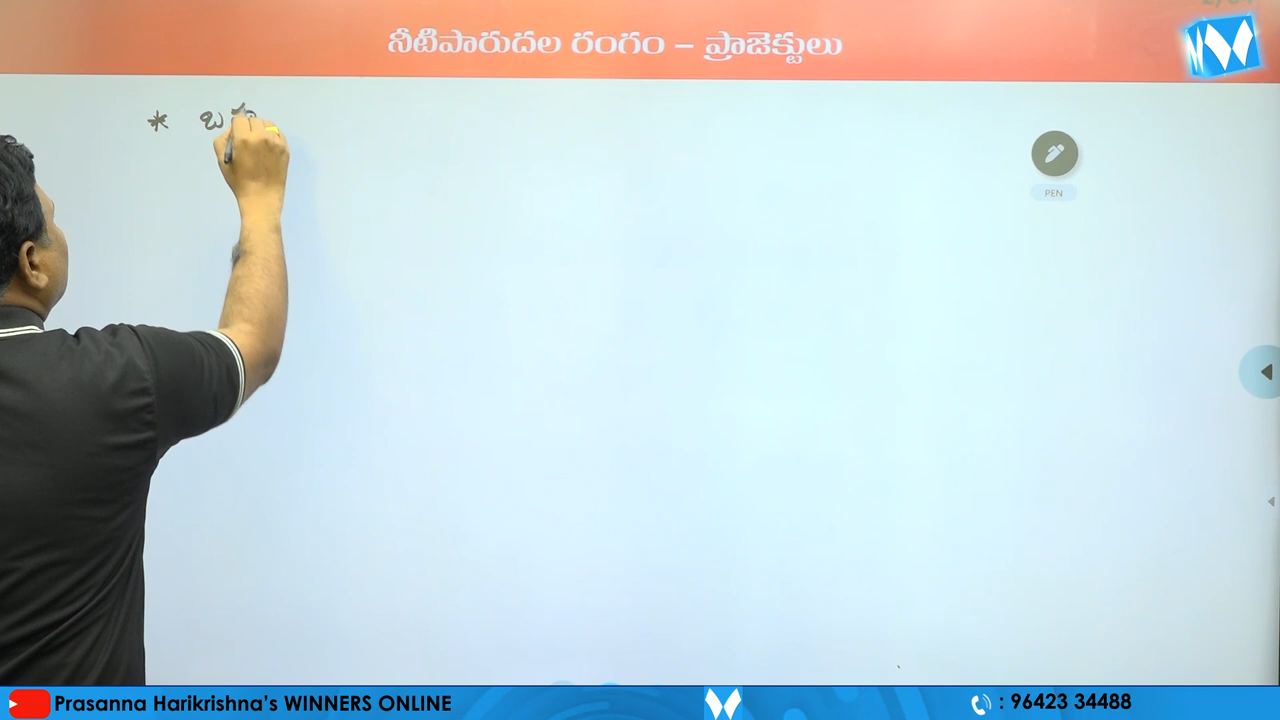 నీటిపారుదల రంగం – ప్రాజెక్టులు
* బ
PEN
Prasanna Harikrishna's WINNERS ONLINE
W
: 96423 34488